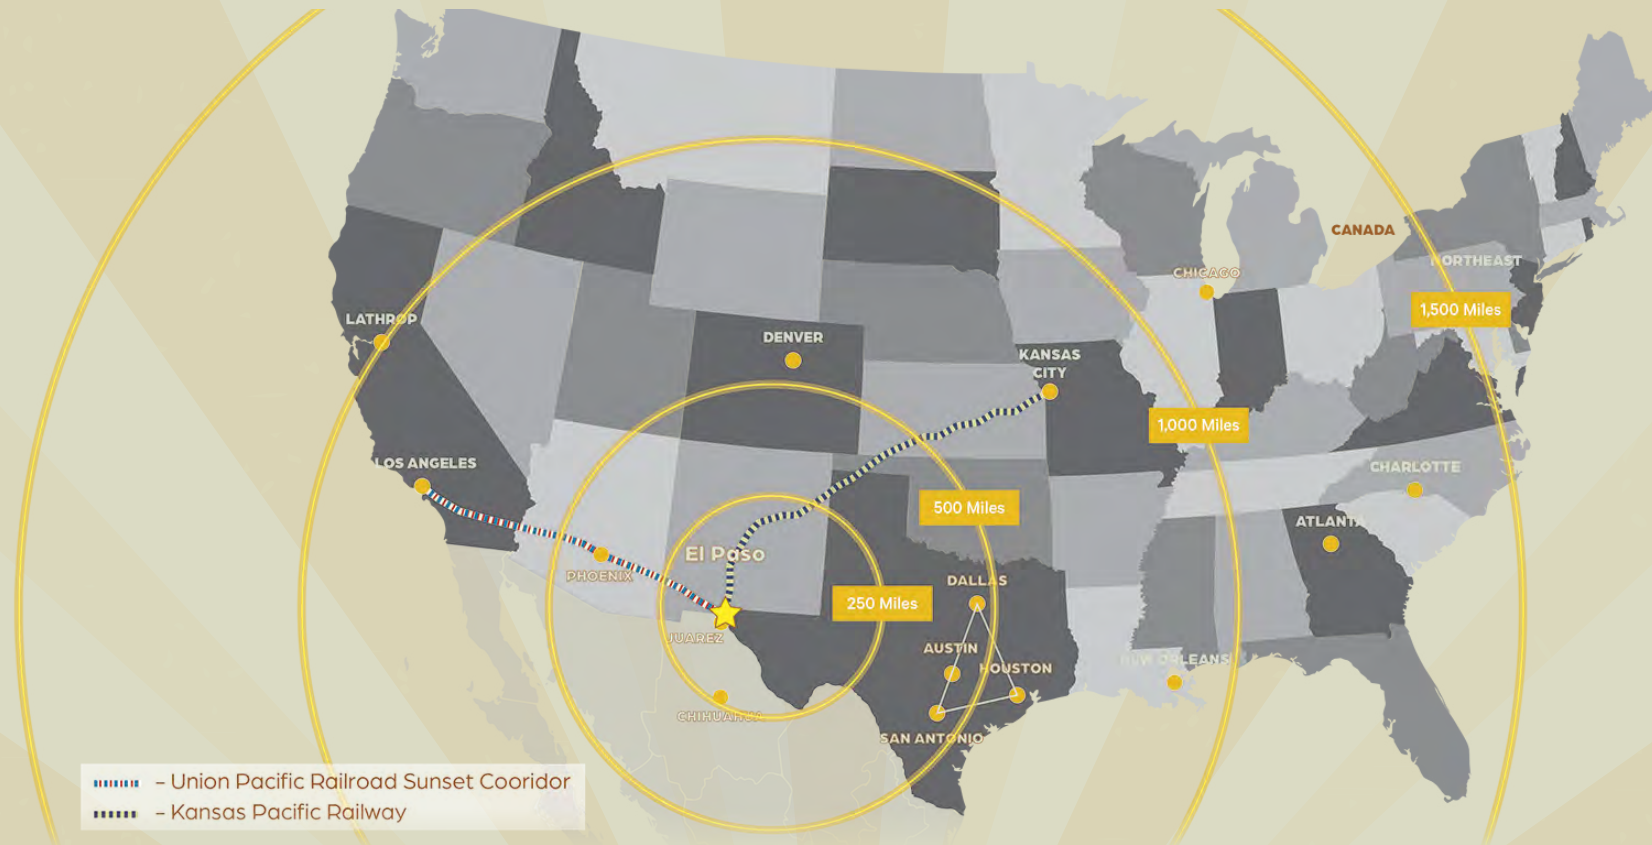 CANADA
NORTHEAST
CHICAGO
1,500 Miles
LATHROP
DENVER
KANSAS
CITY
1,000 Miles
LOS ANGELES
CHARLOTTE
500 Miles
ATLANTA
El Paso
PHOENIX
DALLAS
250 Miles
JUAREZ
AUSTIN
HOUSTON
NEW ORLEANS
CHIHUAHUA
SAN ANTONIO
– Union Pacific Railroad Sunset Cooridor
– Kansas Pacific Railway